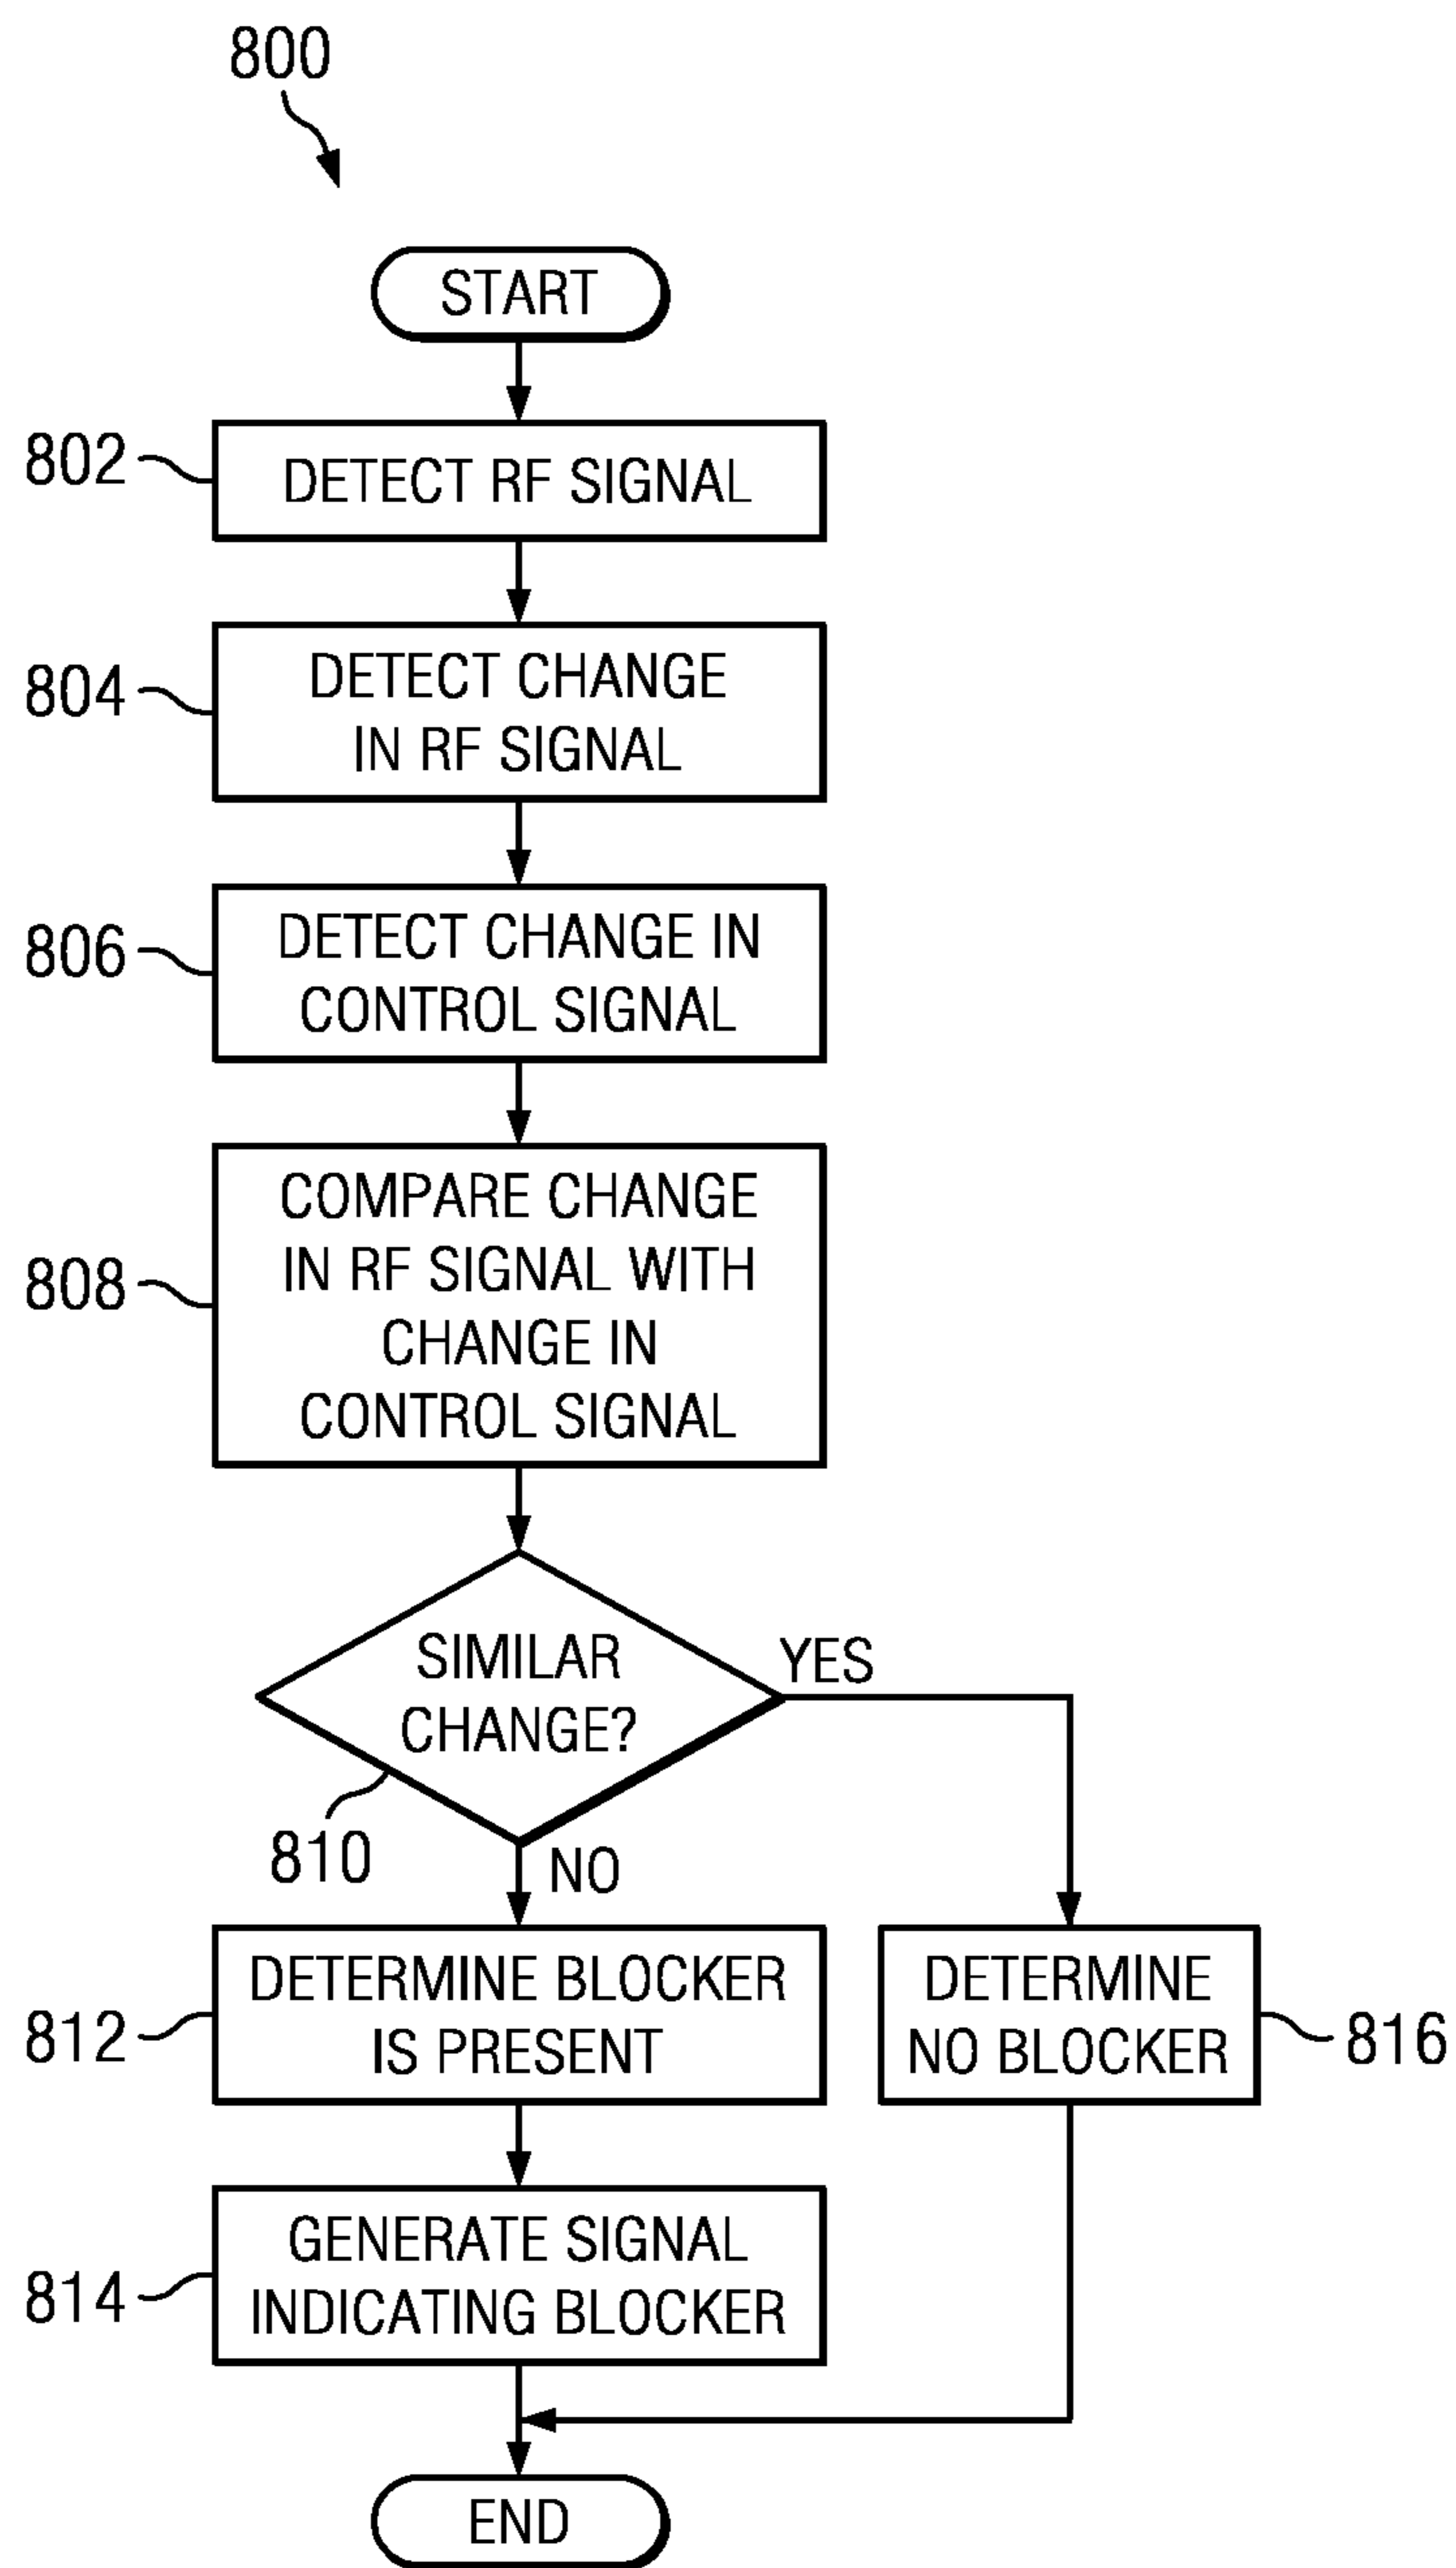 800
START
802
DETECT RF SIGNAL
804
DETECT CHANGE
IN RF SIGNAL
806
DETECT CHANGE IN
CONTROL SIGNAL
808
COMPARE CHANGE
IN RF SIGNAL WITH
CHANGE IN
CONTROL SIGNAL
SIMILAR
CHANGE?
YES
810
NO
812
DETERMINE BLOCKER
IS PRESENT
DETERMINE
NO BLOCKER
816
814
GENERATE SIGNAL
INDICATING BLOCKER
END